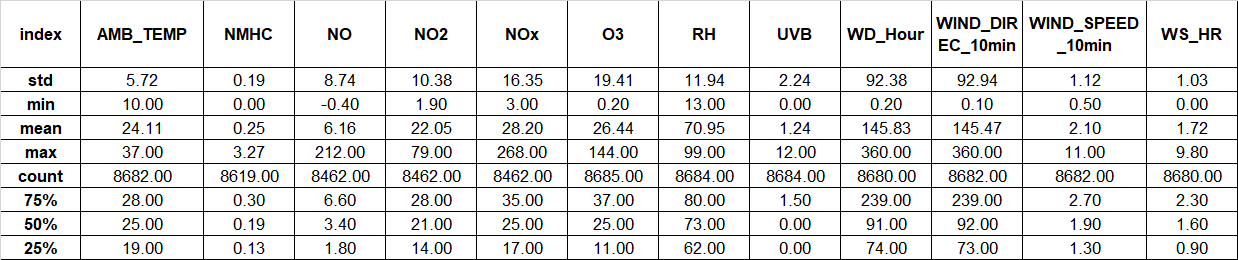 index AMB_TEMP NMHC NO NO2 NOx O3 RH UVB WD_Hour WIND_DIR EC_10min WIND_SPEED _10min WS_HR
std 5.72 0.19 8.74 10.38 16.35 19.41 11.94 2.24 92.38 92.94 1.12 1.03
min 10.00 0.00 -0.40 1.90 3.00 0.20 13.00 0.00 0.20 0.10 0.50 0.00
mean 24.11 0.25 6.16 22.05 28.20 26.44 70.95 1.24 145.83 145.47 2.10 1.72
max 37.00 3.27 212.00 79.00 268.00 144.00 99.00 12.00 360.00 360.00 11.00 9.80
count 8682.00 8619.00 8462.00 8462.00 8462.00 8685.00 8684.00 8684.00 8680.00 8682.00 8682.00 8680.00
75% 28.00 0.30 6.60 28.00 35.00 37.00 80.00 1.50 239.00 239.00 2.70 2.30
50% 25.00 0.19 3.40 21.00 25.00 25.00 73.00 0.00 91.00 92.00 1.90 1.60
25% 19.00 0.13 1.80 14.00 17.00 11.00 62.00 0.00 74.00 73.00 1.30 0.90